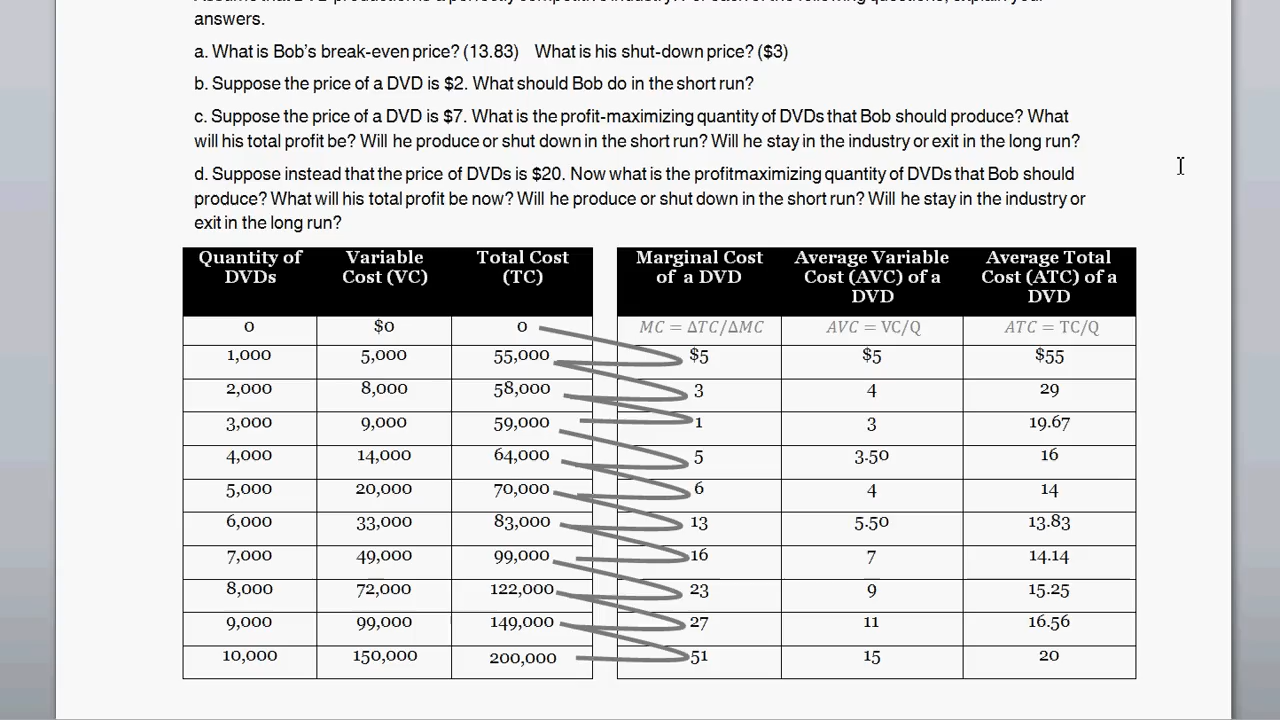 answers.
a. What is Bob's break-even price? (13.83) What is his shut-down price? ($3)
b. Suppose the price of a DVD is $2. What should Bob do in the short run?
c. Suppose the price of a DVD is $7. What is the profit-maximizing quantity of DVDs that Bob should produce? What
will his total profit be? Will he produce or shut down in the short run? Will he stay in the industry or exit in the long run?
d. Suppose instead that the price of DVDs is $20. Now what is the profitmaximizing quantity of DVDs that Bob should
produce? What will his total profit be now? Will he produce or shut down in the short run? Will he stay in the industry or
exit in the long run?
Quantity of DVDs Variable Cost (VC) Total Cost (TC) Marginal Cost of a DVD Average Variable Cost (AVC) of a DVD Average Total Cost (ATC) of a DVD
0 $0 0 MC = ΔTC/ΔMC AVC = VC/Q ATC = TC/Q
1,000 5,000 55,000 $5 $5 $55
2,000 8,000 58,000 3 4 29
3,000 9,000 59,000 1 3 19.67
4,000 14,000 64,000 5 3.50 16
5,000 20,000 70,000 6 4 14
6,000 33,000 83,000 13 5.50 13.83
7,000 49,000 99,000 16 7 14.14
8,000 72,000 122,000 23 9 15.25
9,000 99,000 149,000 27 11 16.56
10,000 150,000 200,000 51 15 20